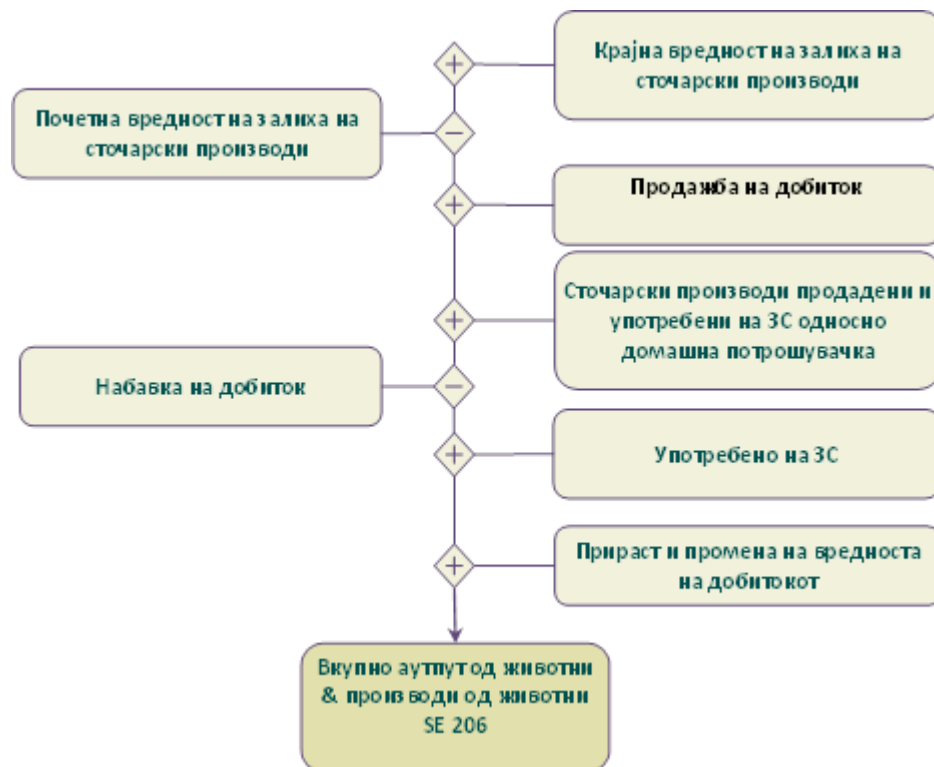 Крајна вредност на залиха на
сточарски производи
Почетна вредност на залиха на
сточарски производи
Продажба на добиток
Сточарски производи продадени и
употребени на ЗС односно
домашна потрошувачка
Набавка на добиток
Употребено на ЗС
Прираст и промена на вредноста
на добитокот
Вкупно аутпут од животни
& производи од животни
SE 206